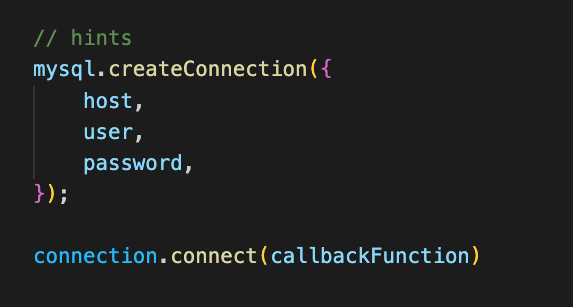 // hints
mysql.createConnection({
    host,
    user,
    password,
});
connection.connect(callbackFunction)